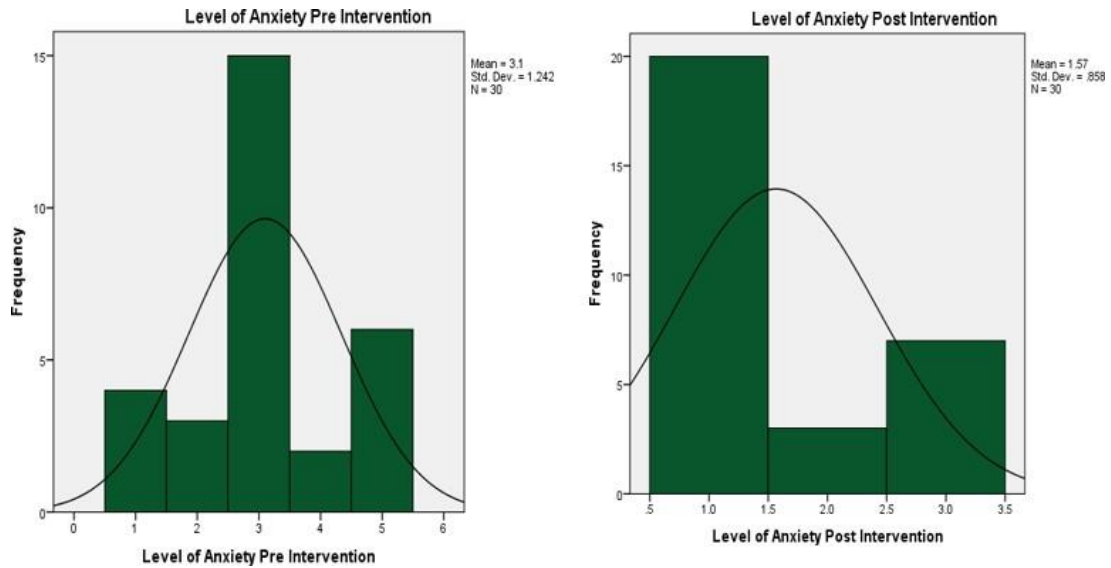 Level of Anxiety Pre Intervention
Mean = 3.1
Std. Dev. = 1.242
N = 30
15
10
5
0
Frequency
0 1 2 3 4 5 6
Level of Anxiety Pre Intervention
Level of Anxiety Post Intervention
Mean = 1.57
Std. Dev. = .858
N = 30
20
15
10
5
0
Frequency
.5 1.0 1.5 2.0 2.5 3.0 3.5
Level of Anxiety Post Intervention